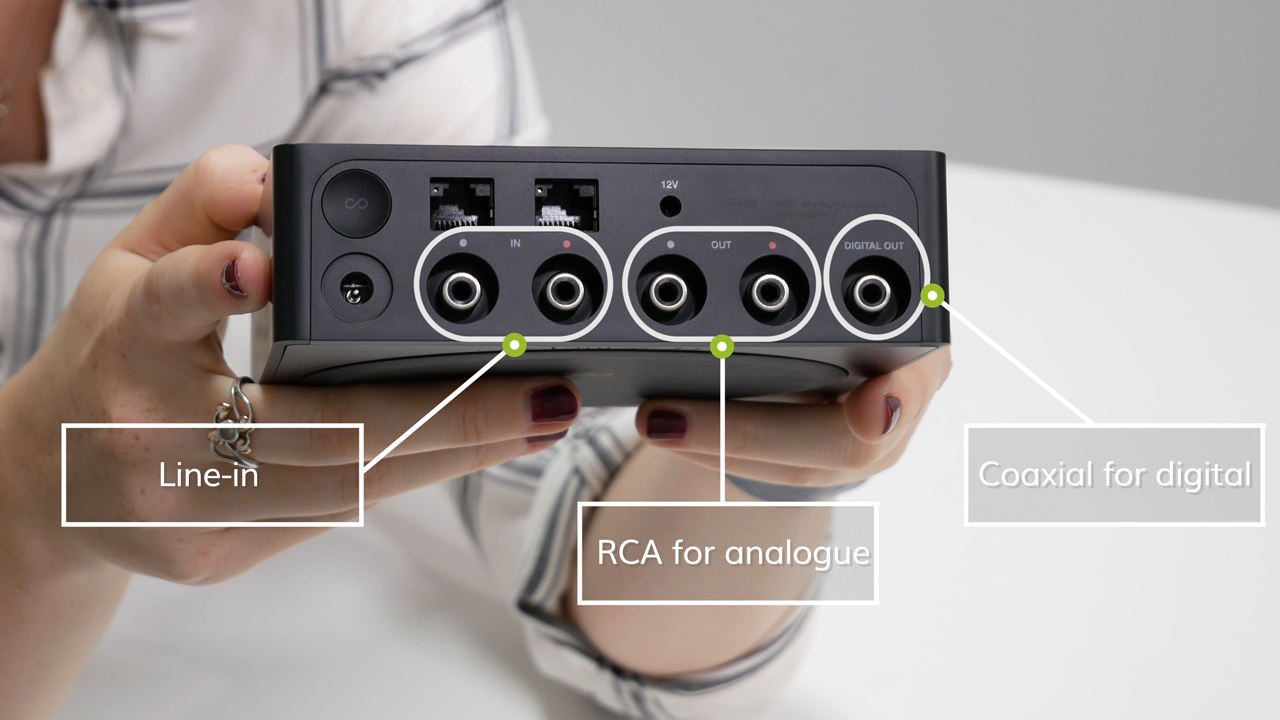 12V
IN
OUT
DIGITAL OUT
Line-in
RCA for analogue
Coaxial for digital